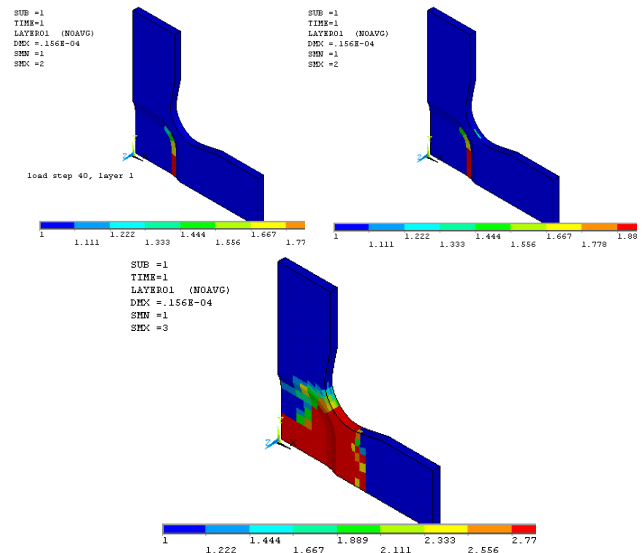 SUB =1
TIME=1
LAYER01 (NOAVG)
DMX =.156E-04
SMN =1
SMX =2
load step 40, layer 1
1 1.222 1.444 1.667
1.111 1.333 1.556 1.77
SUB =1
TIME=1
LAYER01 (NOAVG)
DMX =.156E-04
SMN =1
SMX =2
1 1.222 1.444 1.667 1.88
1.111 1.333 1.556 1.778
SUB =1
TIME=1
LAYER01 (NOAVG)
DMX =.156E-04
SMN =1
SMX =3
1 1.444 1.889 2.333 2.77
1.222 1.667 2.111 2.556